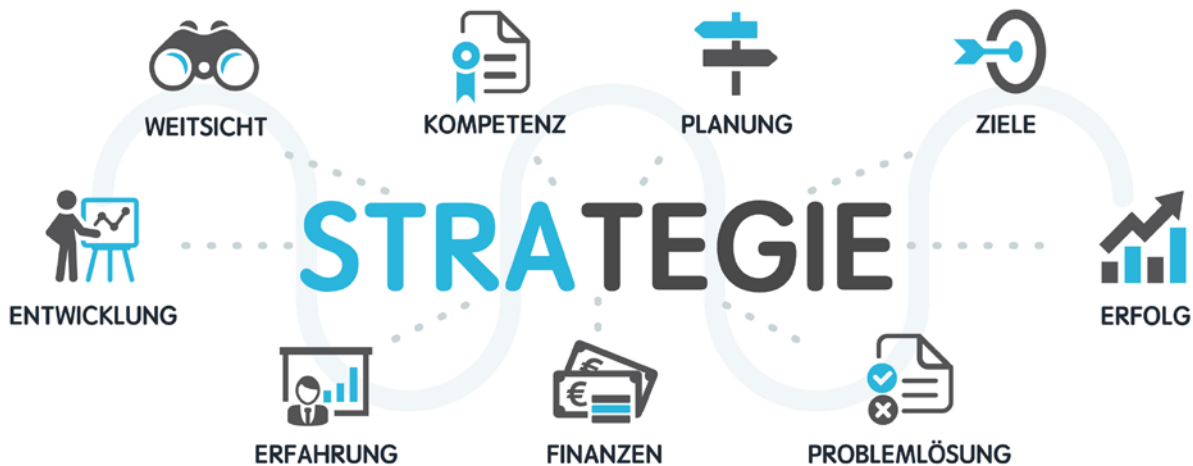 WEITSICHT
KOMPETENZ
PLANUNG
ZIELE
STRATEGIE
ENTWICKLUNG
ERFOLG
€
€
ERFAHRUNG
FINANZEN
PROBLEMLÖSUNG